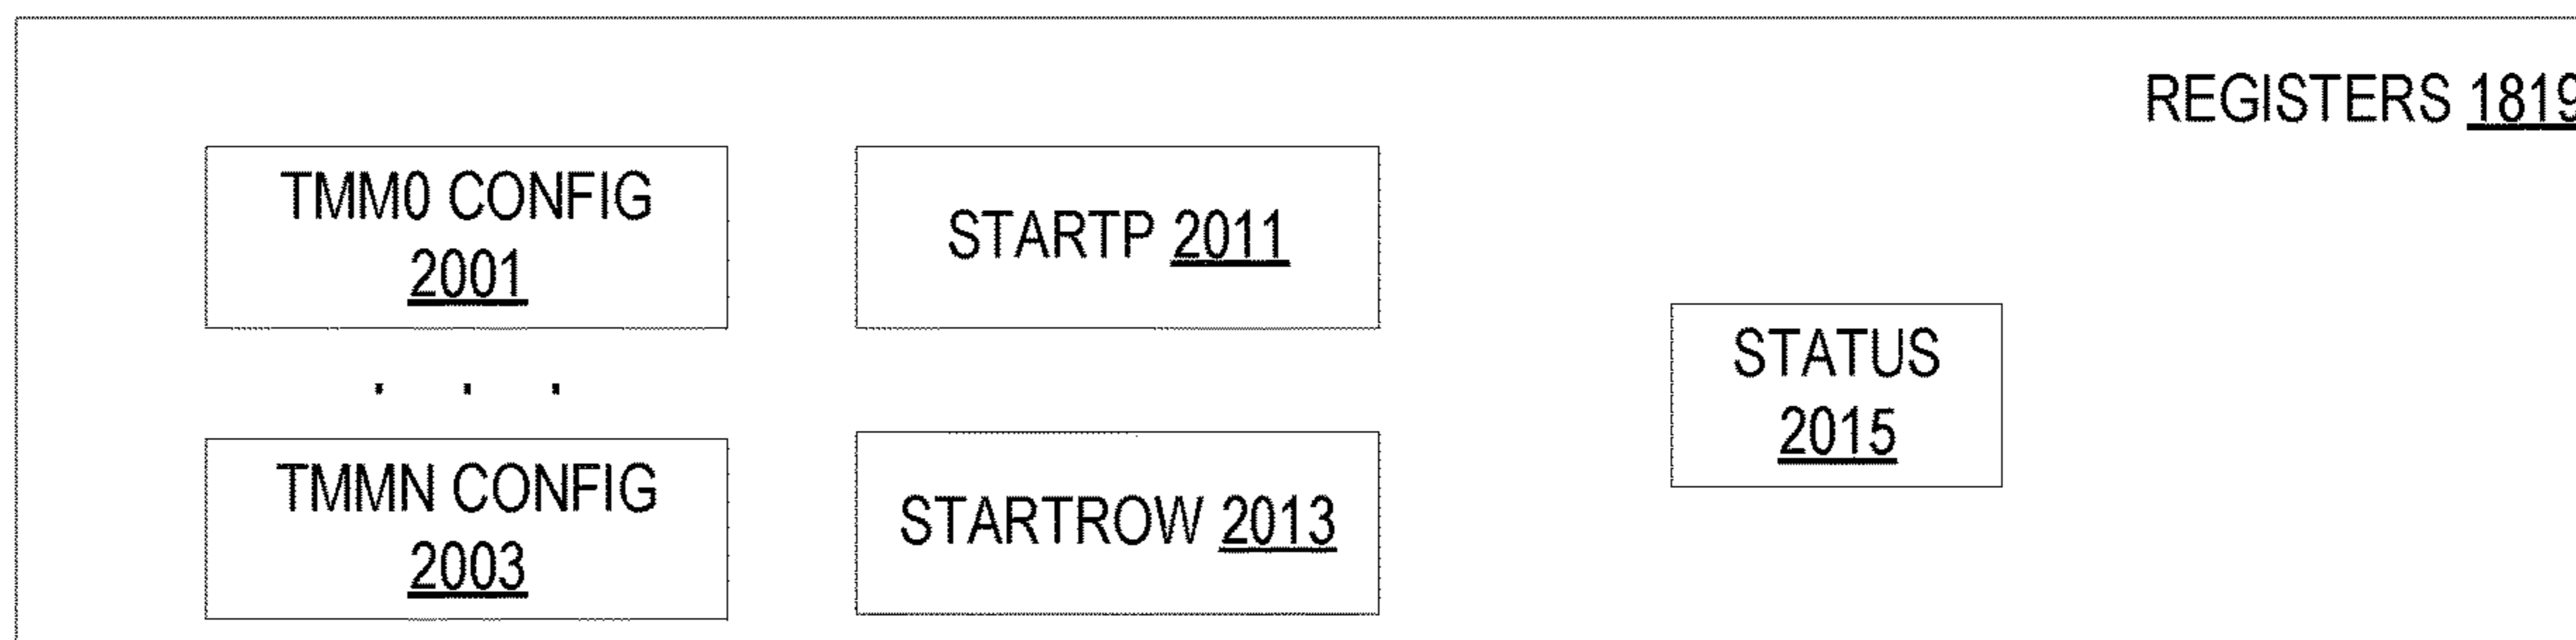 REGISTERS 1819
TMM0 CONFIG
2001
STARTP 2011
. . .
STATUS
2015
TMMN CONFIG
2003
STARTROW 2013